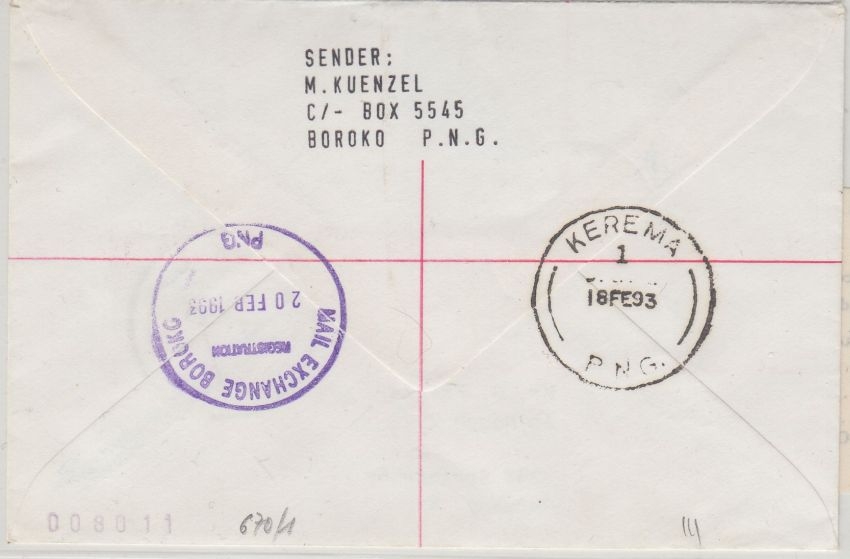 SENDER:
M.KUENZEL
C/- BOX 5545
BOROKO P.N.G.
KEREMA
1
18FE93
P.N.G.
MAIL EXCHANGE BOROKO
REGISTRATION
20 FEB 1993
PNG
008011
670/1